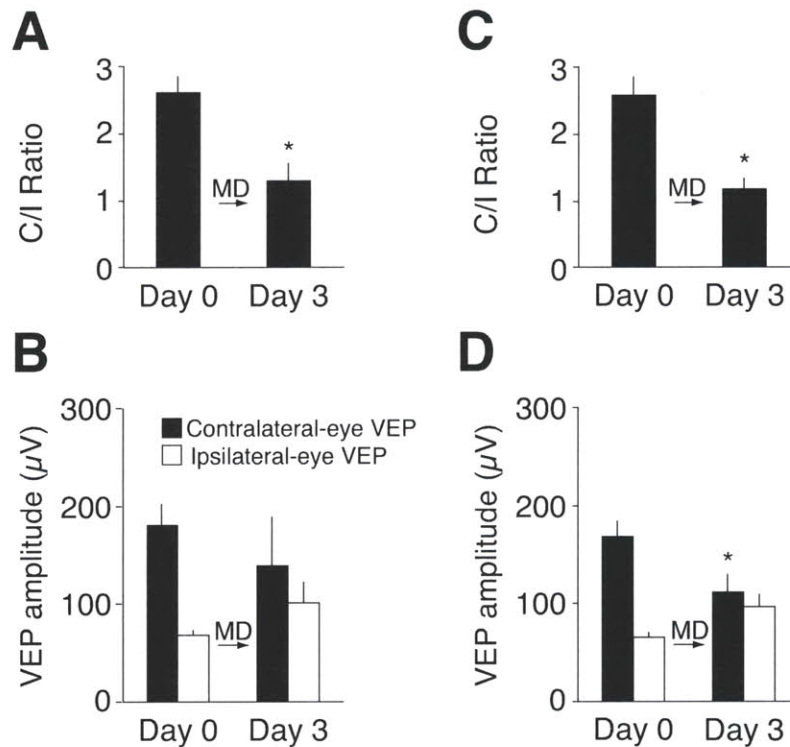 A
C/I Ratio
3
2
1
0
MD
*
Day 0 Day 3
C
C/I Ratio
3
2
1
0
MD
*
Day 0 Day 3
B
VEP amplitude (µV)
300
200
100
0
Contralateral-eye VEP
Ipsilateral-eye VEP
MD
Day 0 Day 3
D
VEP amplitude (µV)
300
200
100
0
MD
*
Day 0 Day 3